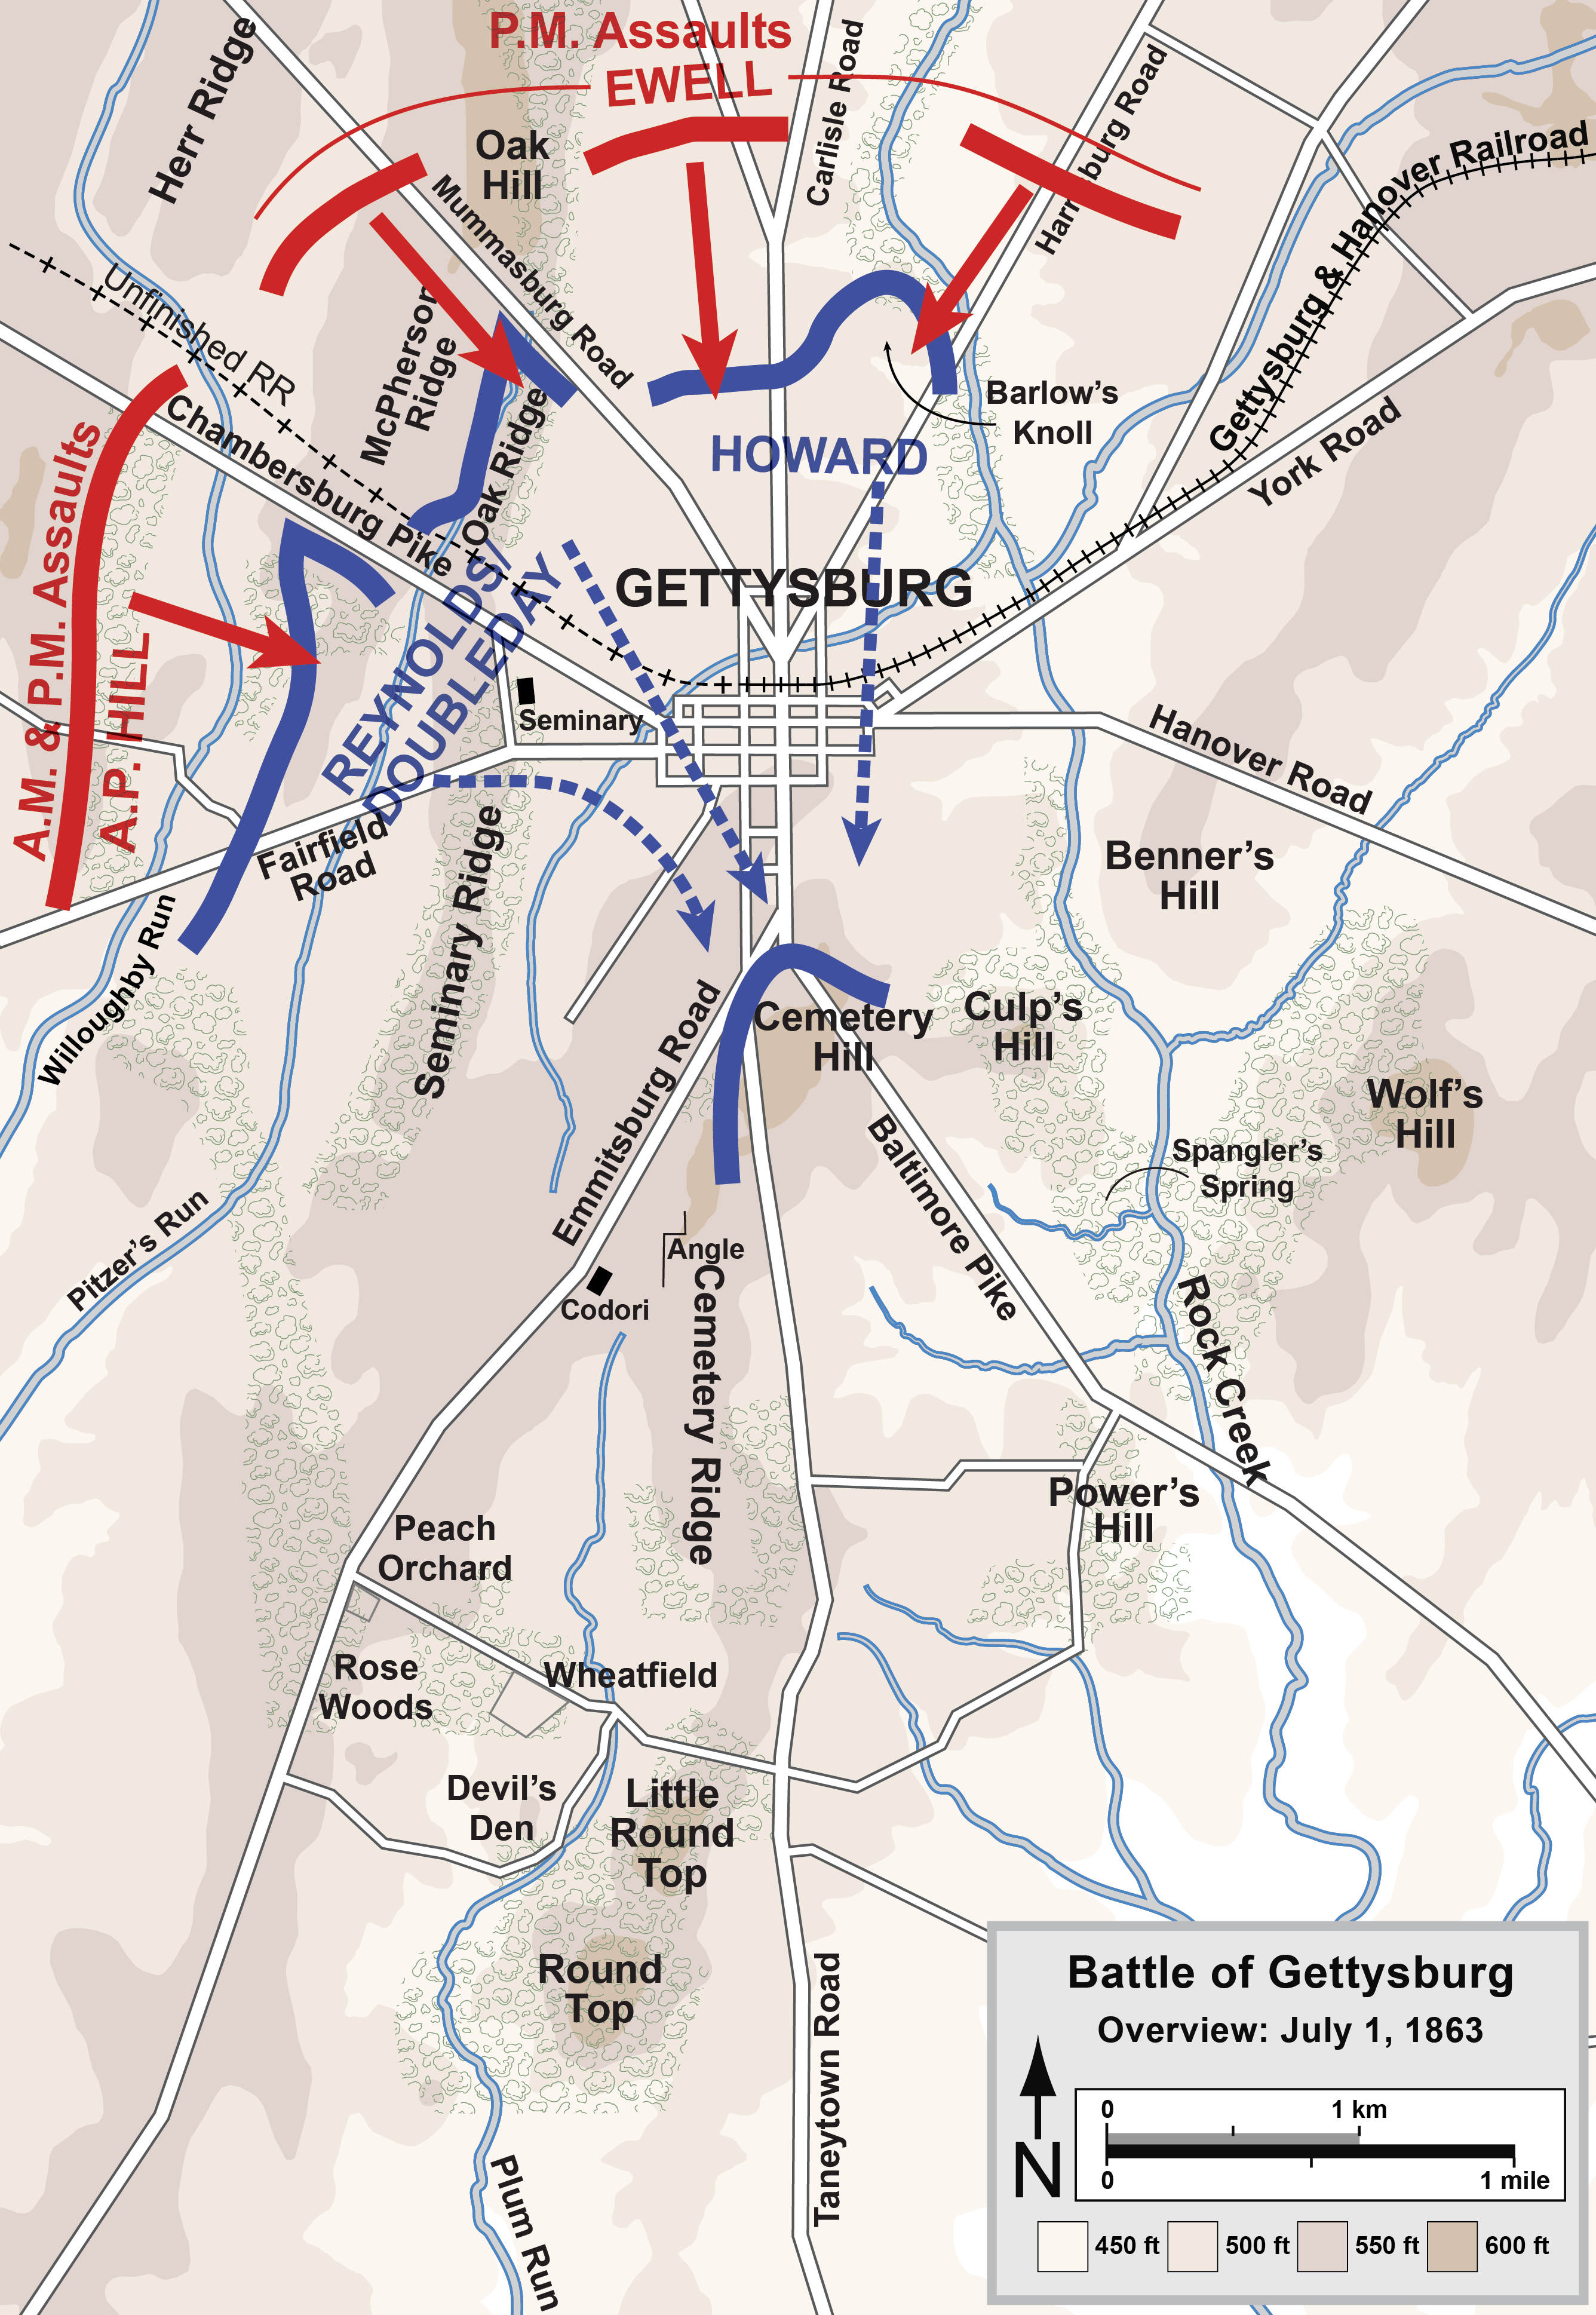 P.M. Assaults
EWELL
Herr Ridge
Oak
Hill
Carlisle Road
Harrisburg Road
Gettysburg & Hanover Railroad
Mummasburg Road
Unfinished RR
McPherson
Ridge
Oak Ridge
Chambersburg Pike
Barlow's
Knoll
HOWARD
York Road
A.M. & P.M. Assaults
A.P. HILL
REYNOLDS/
DOUBLEDAY
GETTYSBURG
Seminary
Hanover Road
Fairfield
Road
Seminary Ridge
Benner's
Hill
Willoughby Run
Emmitsburg Road
Cemetery
Hill
Culp's
Hill
Wolf's
Hill
Baltimore Pike
Spangler's
Spring
Pitzer's Run
Angle
Codori
Cemetery Ridge
Rock Creek
Power's
Hill
Peach
Orchard
Rose
Woods
Wheatfield
Devil's
Den
Little
Round
Top
Round
Top
Taneytown Road
Plum Run
Battle of Gettysburg
Overview: July 1, 1863
N
0 1 km
0 1 mile
450 ft 500 ft 550 ft 600 ft